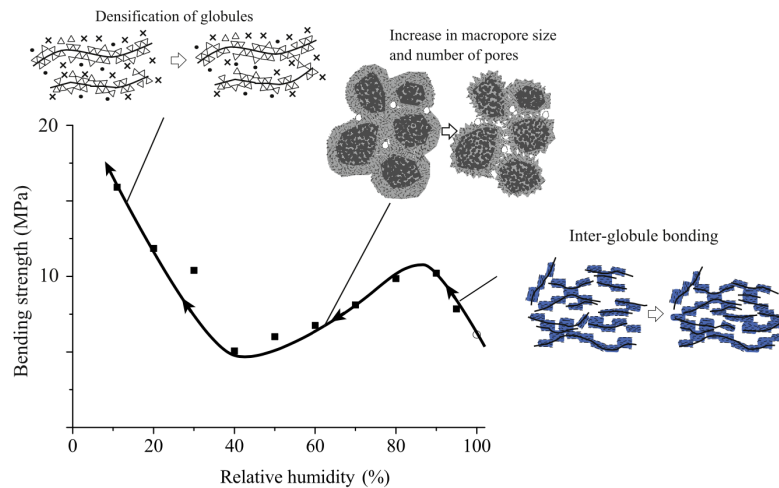 Densification of globules
Increase in macropore size
and number of pores
Inter-globule bonding
Bending strength (MPa)
20
10
0
0
20
40
60
80
100
Relative humidity (%)